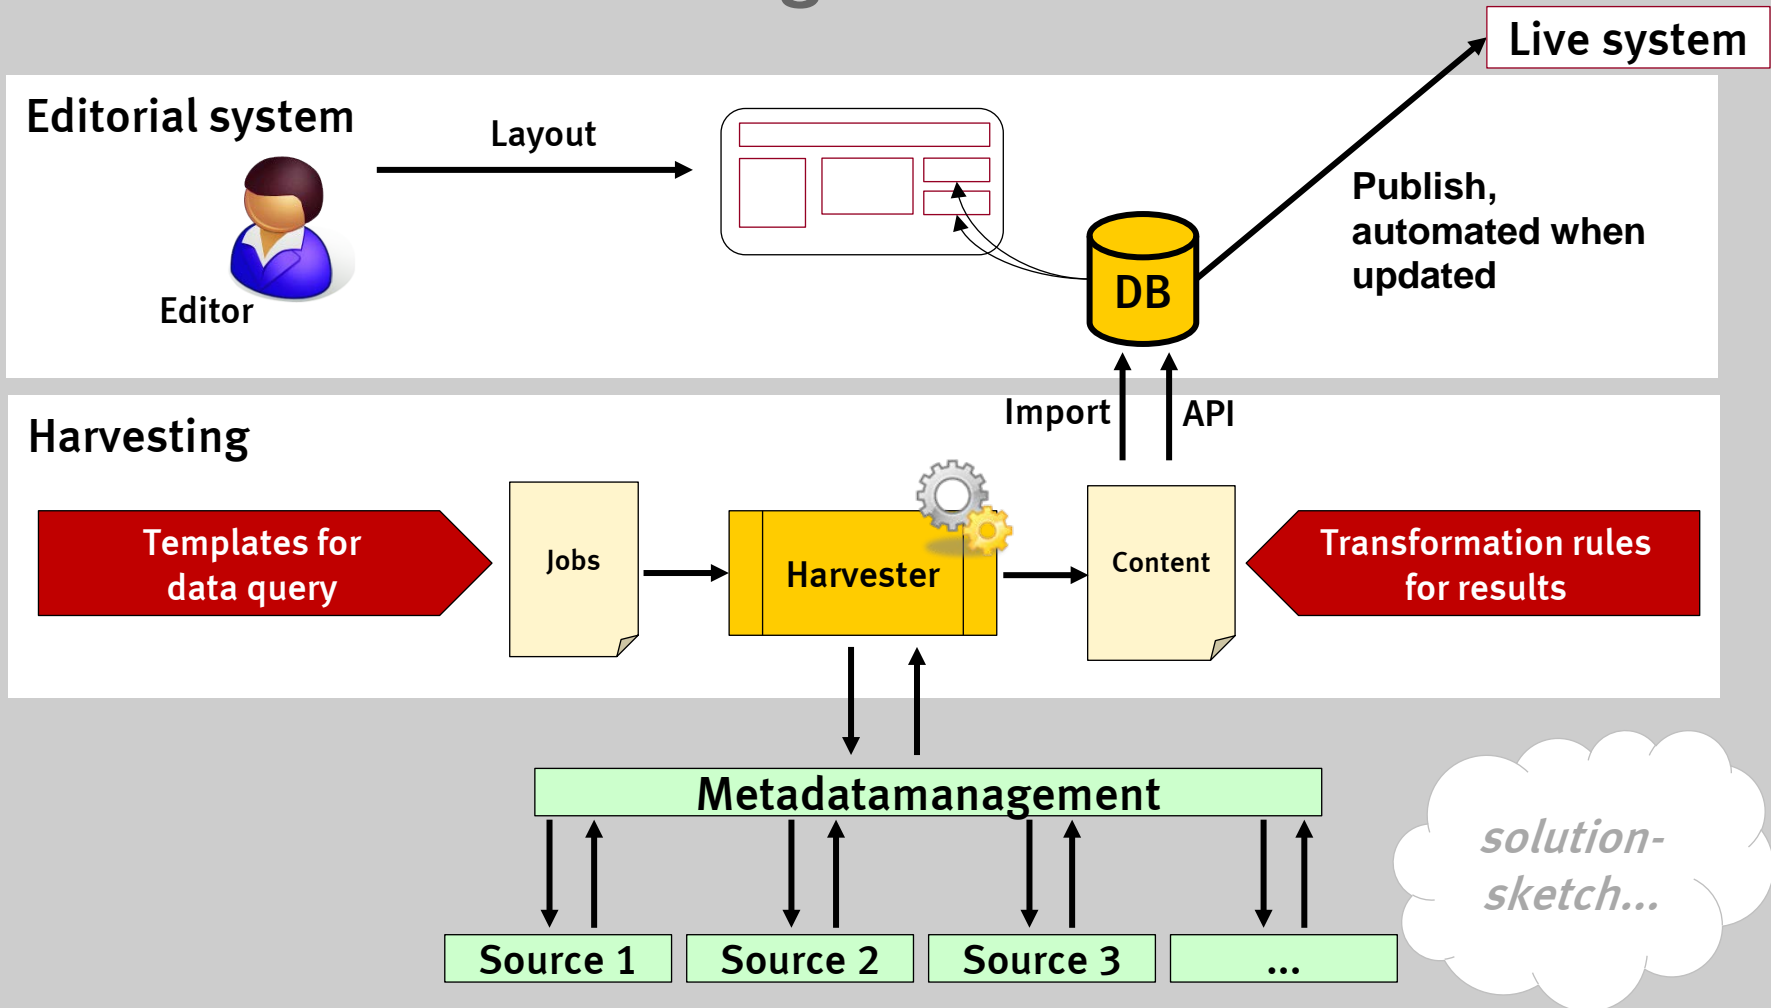 Live system
Editorial system
Layout
Editor
DB
Publish,
automated when
updated
Import
API
Harvesting
Templates for
data query
Jobs
Harvester
Content
Transformation rules
for results
Metadatamanagement
Source 1
Source 2
Source 3
...
solution-
sketch...